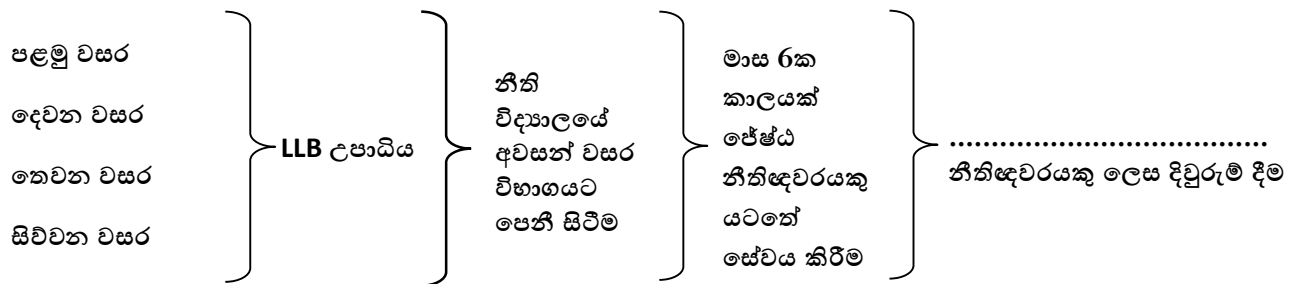 පළමු වසර
දෙවන වසර
තෙවන වසර
සිව්වන වසර
LLB උපාධිය
නීති
විද්‍යාලයේ
අවසන් වසර
විභාගයට
පෙනී සිටීම
මාස 6ක
කාලයක්
ජේෂ්ඨ
නීතිඥවරයකු
යටතේ
සේවය කිරීම
.....................................
නීතිඥවරයකු ලෙස දිවුරුම් දීම